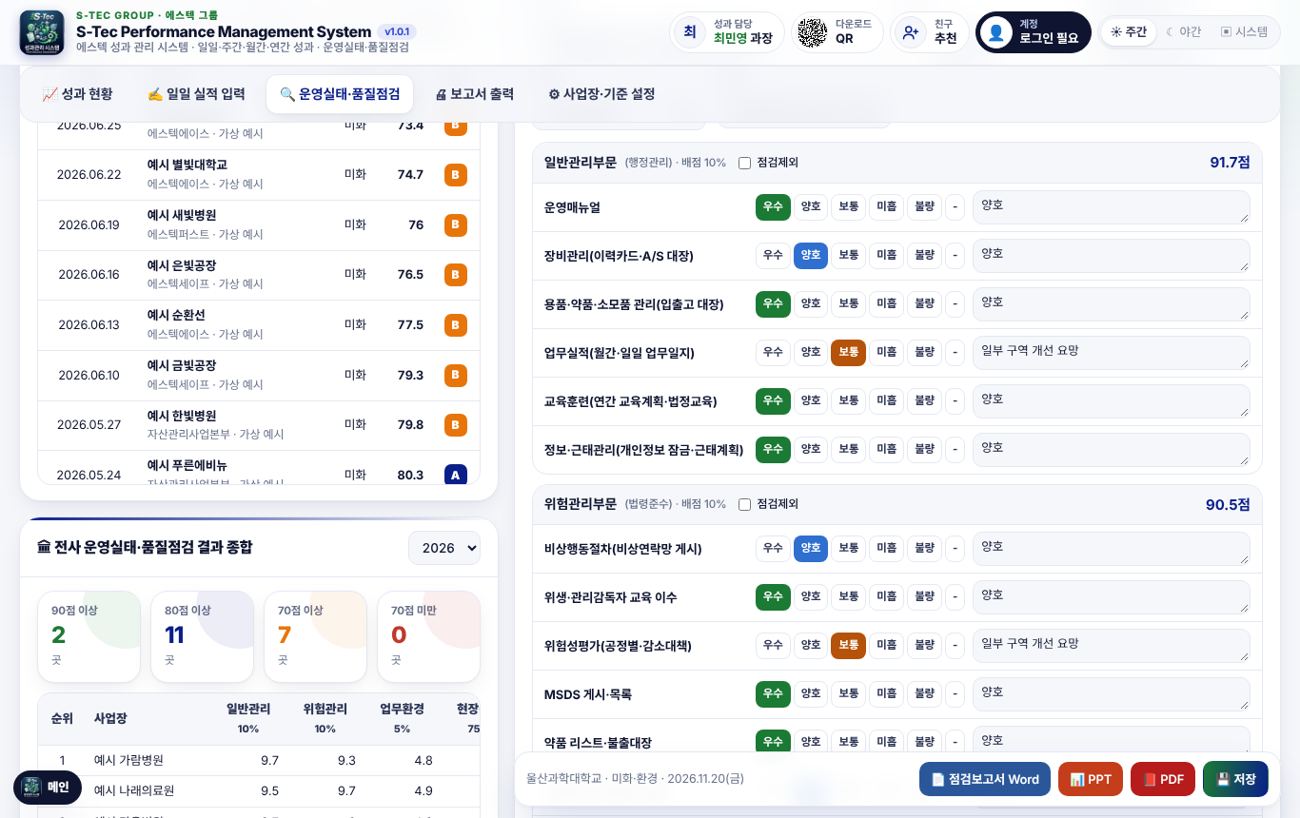 S-Tec
성과관리 시스템
S-TEC GROUP · 에스텍 그룹
S-Tec Performance Management System v1.0.1
에스텍 성과 관리 시스템 · 일일·주간·월간·연간 성과 · 운영실태·품질점검
최
성과 담당
최민영 과장
다운로드
QR
친구
추천
계정
로그인 필요
주간
야간
시스템
성과 현황
일일 실적 입력
운영실태·품질점검
보고서 출력
사업장·기준 설정
2026.06.25 미화 73.4 B
에스텍에이스 · 가상 예시
예시 별빛대학교
2026.06.22 미화 74.7 B
에스텍에이스 · 가상 예시
예시 새빛병원
2026.06.19 미화 76 B
에스텍퍼스트 · 가상 예시
예시 은빛공장
2026.06.16 미화 76.5 B
에스텍세이프 · 가상 예시
예시 순환선
2026.06.13 미화 77.5 B
에스텍에이스 · 가상 예시
예시 금빛공장
2026.06.10 미화 79.3 B
에스텍세이프 · 가상 예시
예시 한빛병원
2026.05.27 미화 79.8 B
자산관리사업본부 · 가상 예시
예시 푸른에비뉴
2026.05.24 미화 80.3 A
자산관리사업본부 · 가상 예시
전사 운영실태·품질점검 결과 종합 2026
90점 이상
2
곳
80점 이상
11
곳
70점 이상
7
곳
70점 미만
0
곳
순위 사업장 일반관리 위험관리 업무환경 현장
10% 10% 5% 75
1 예시 가람병원 9.7 9.3 4.8
예시 나래의료원 9.5 9.7 4.9
메인
일반관리부문 (행정관리) · 배점 10% 점검제외 91.7점
운영매뉴얼 우수 양호 보통 미흡 불량 - 양호
장비관리(이력카드·A/S 대장) 우수 양호 보통 미흡 불량 - 양호
용품·약품·소모품 관리(입출고 대장) 우수 양호 보통 미흡 불량 - 양호
업무실적(월간·일일 업무일지) 우수 양호 보통 미흡 불량 - 일부 구역 개선 요망
교육훈련(연간 교육계획·법정교육) 우수 양호 보통 미흡 불량 - 양호
정보·근태관리(개인정보 잠금·근태계획) 우수 양호 보통 미흡 불량 - 양호
위험관리부문 (법령준수) · 배점 10% 점검제외 90.5점
비상행동절차(비상연락망 게시) 우수 양호 보통 미흡 불량 - 양호
위생·관리감독자 교육 이수 우수 양호 보통 미흡 불량 - 양호
위험성평가(공정별·감소대책) 우수 양호 보통 미흡 불량 - 일부 구역 개선 요망
MSDS 게시·목록 우수 양호 보통 미흡 불량 - 양호
약품 리스트·불출대장 우수 양호 보통 미흡 불량 - 양호
울산과학대학교 · 미화·환경 · 2026.11.20(금)
점검보고서 Word
PPT
PDF
저장